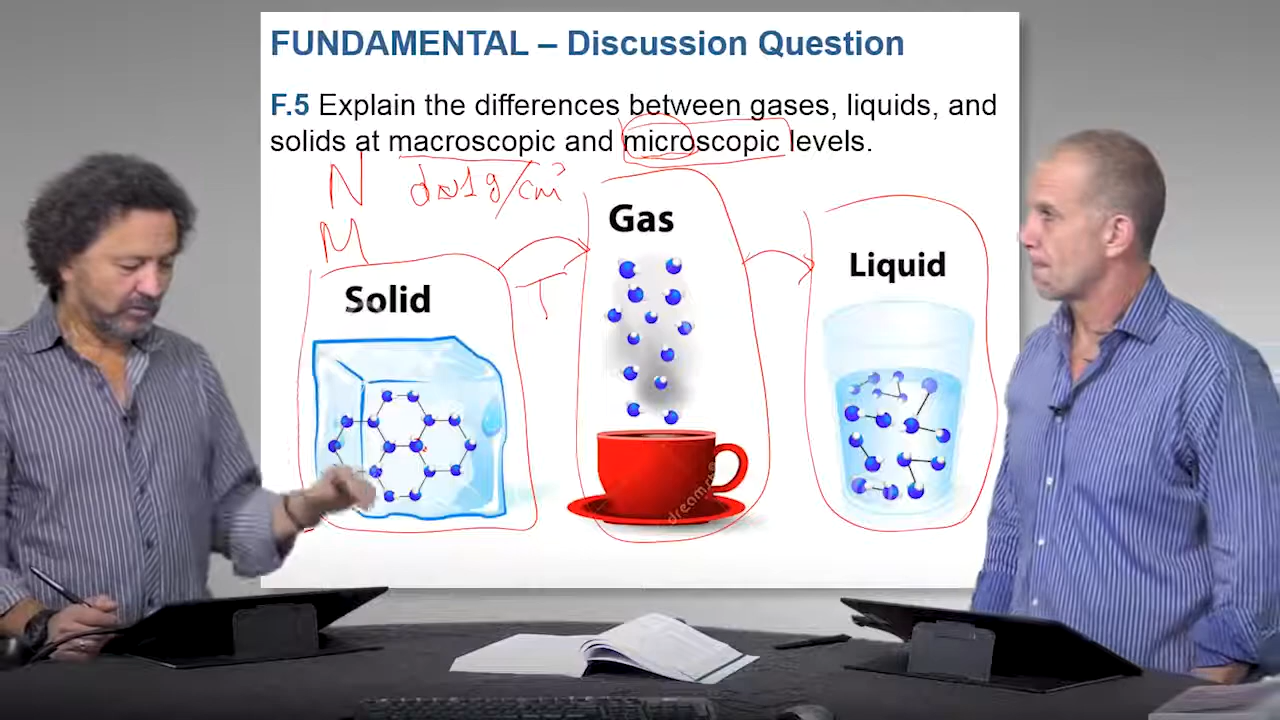 FUNDAMENTAL – Discussion Question
F.5 Explain the differences between gases, liquids, and
solids at macroscopic and microscopic levels.
N d≈1 g/cm³
M
Gas
Liquid
Solid
T
dream